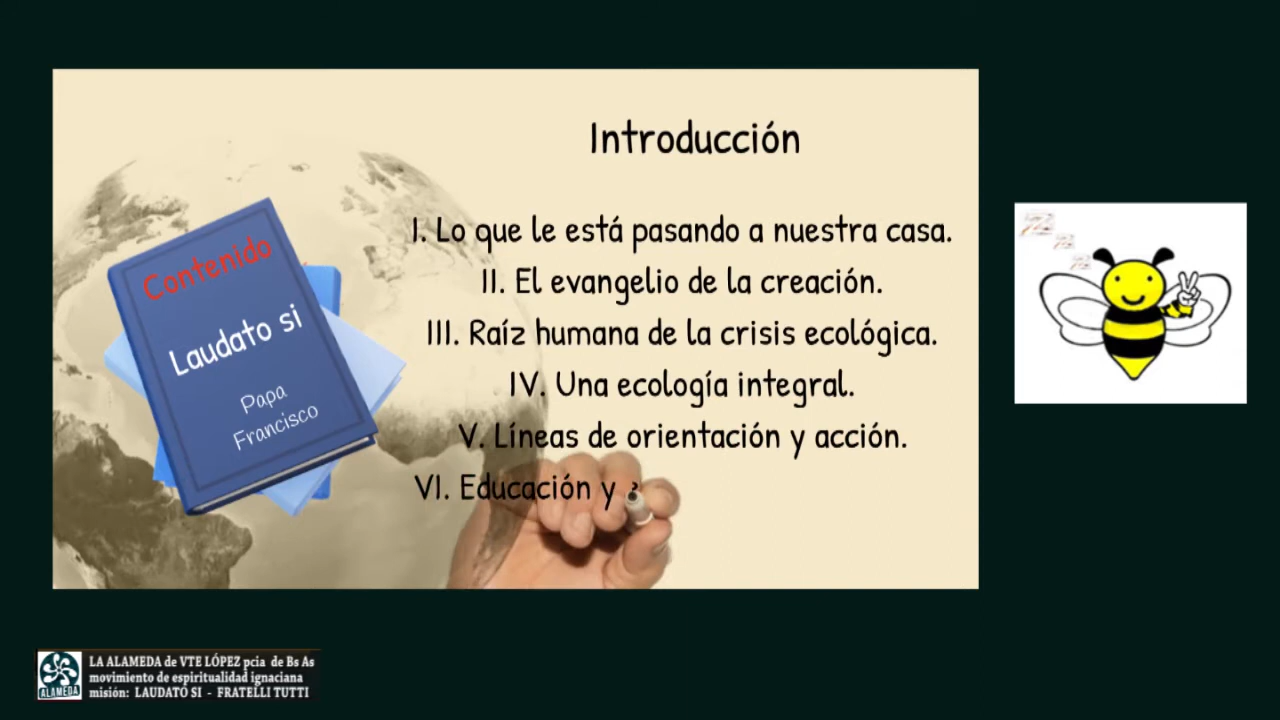 Introducción
Contenido
Laudato si
Papa
Francisco
I. Lo que le está pasando a nuestra casa.
II. El evangelio de la creación.
III. Raíz humana de la crisis ecológica.
IV. Una ecología integral.
V. Líneas de orientación y acción.
VI. Educación y
ALAMEDA
LA ALAMEDA de VTE LÓPEZ pcia de Bs As
movimiento de espiritualidad ignaciana
misión: LAUDATO SI - FRATELLI TUTTI